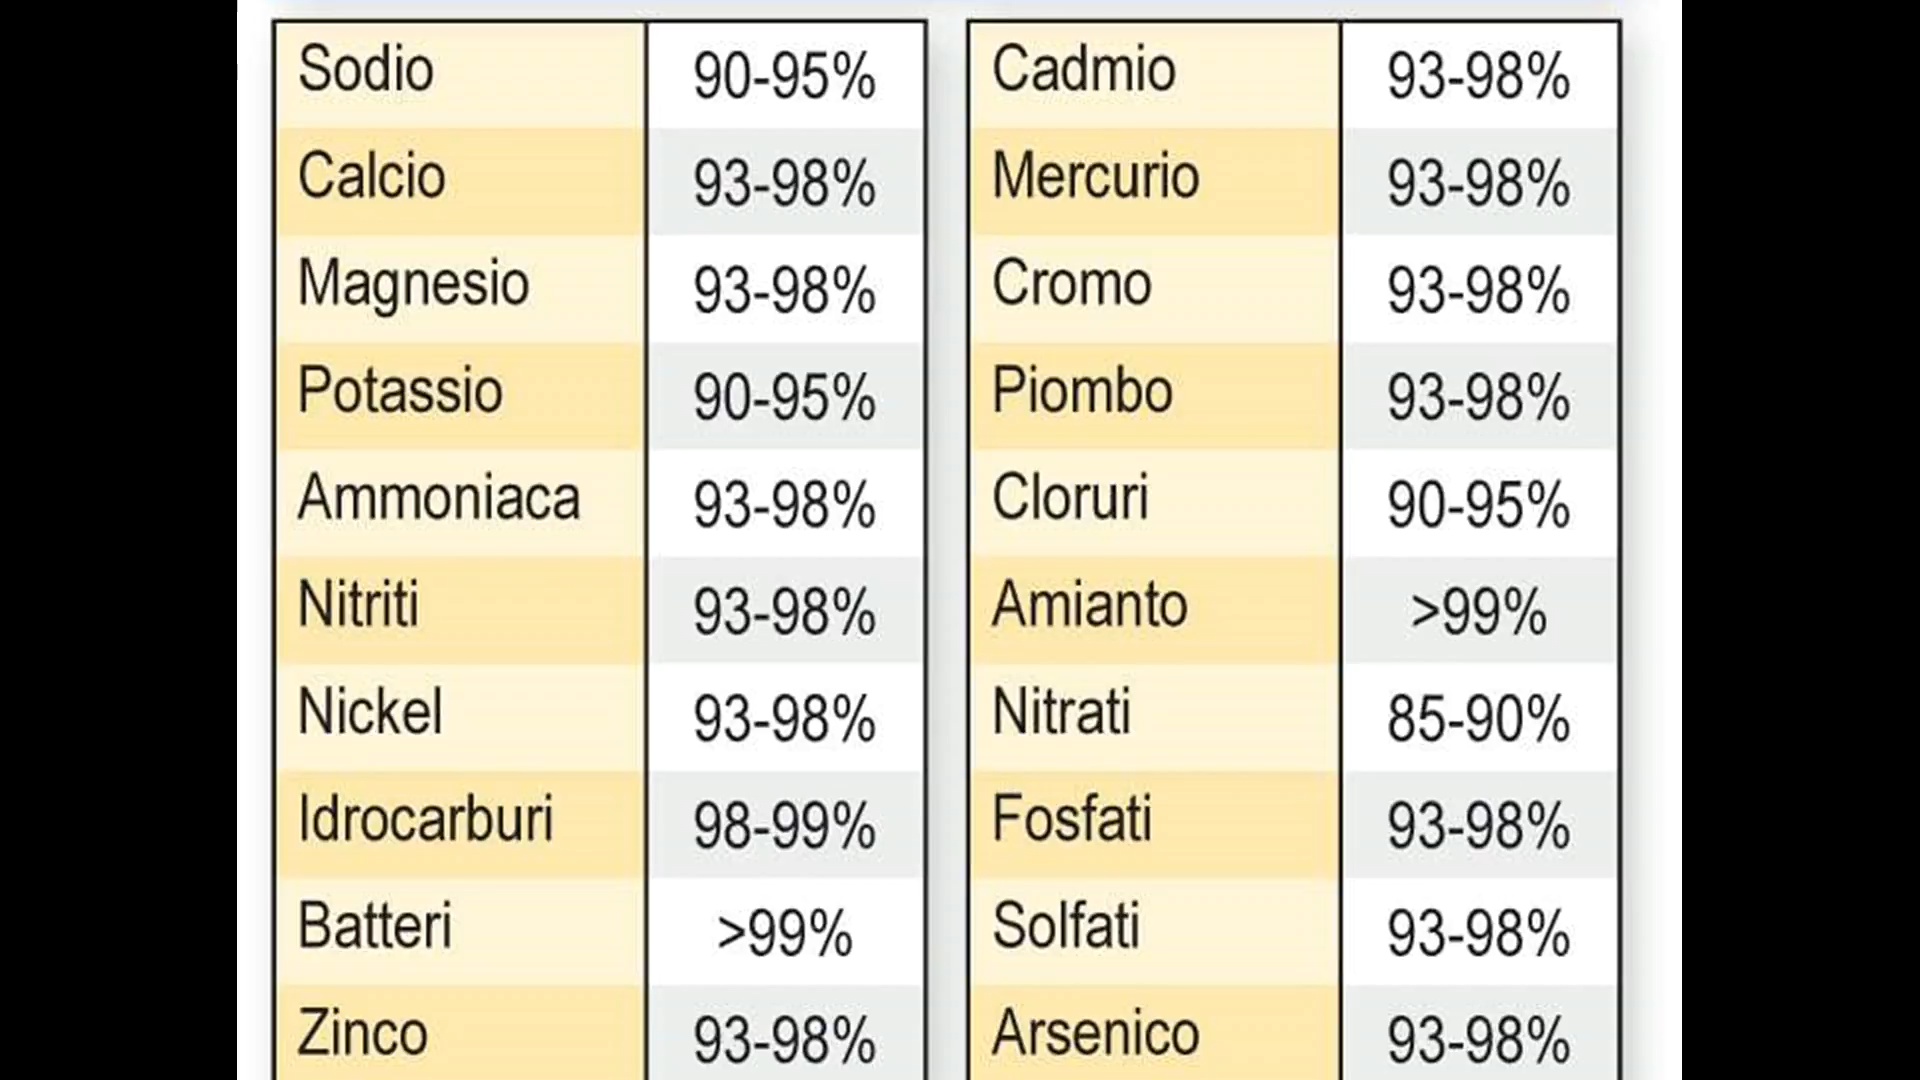 Sodio 90-95%
Calcio 93-98%
Magnesio 93-98%
Potassio 90-95%
Ammoniaca 93-98%
Nitriti 93-98%
Nickel 93-98%
Idrocarburi 98-99%
Batteri >99%
Zinco 93-98%
Cadmio 93-98%
Mercurio 93-98%
Cromo 93-98%
Piombo 93-98%
Cloruri 90-95%
Amianto >99%
Nitrati 85-90%
Fosfati 93-98%
Solfati 93-98%
Arsenico 93-98%